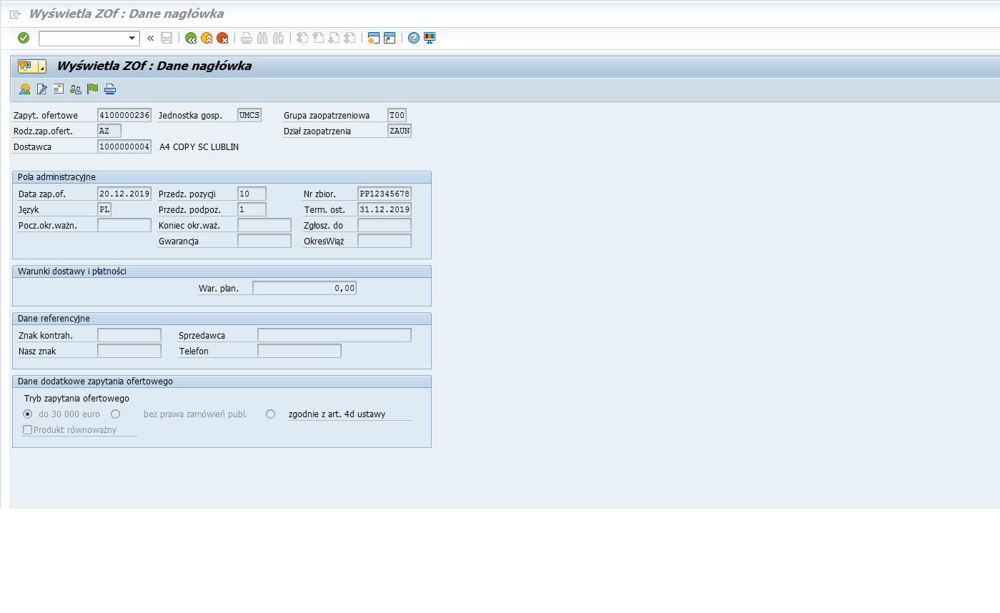 Wyświetla ZOf : Dane nagłówka
Wyświetla ZOf : Dane nagłówka
Zapyt. ofertowe 4100000236 Jednostka gosp. UMCS Grupa zaopatrzeniowa T00
Rodz.zap.ofert. AZ Dział zaopatrzenia ZAUN
Dostawca 1000000004 A4 COPY SC LUBLIN
Pola administracyjne
Data zap.of. 20.12.2019 Przedz. pozycji 10 Nr zbior. PP12345678
Język PL Przedz. podpoz. 1 Term. ost. 31.12.2019
Pocz.okr.ważn. Koniec okr.waż. Zgłosz. do
Gwarancja OkresWiąż
Warunki dostawy i płatności
War. plan. 0,00
Dane referencyjne
Znak kontrah. Sprzedawca
Nasz znak Telefon
Dane dodatkowe zapytania ofertowego
Tryb zapytania ofertowego
do 30 000 euro bez prawa zamówień publ. zgodnie z art. 4d ustawy
Produkt równoważny